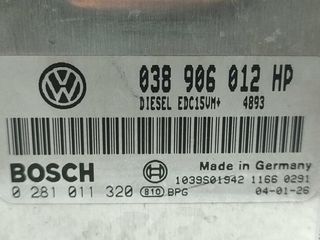 038 906 012 HP
DIESEL EDC15VM+ 4893
BOSCH
Made in Germany
1039S01942 1166 0291
0 281 011 320 810 BPG 04-01-26